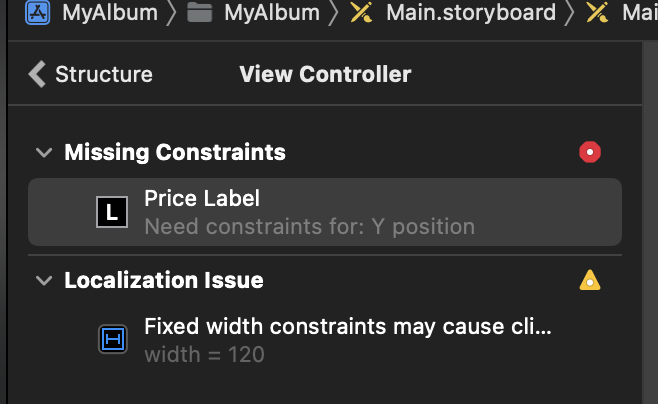 MyAlbum MyAlbum Main.storyboard Mai
Structure View Controller
Missing Constraints
L Price Label
Need constraints for: Y position
Localization Issue
Fixed width constraints may cause cli...
width = 120